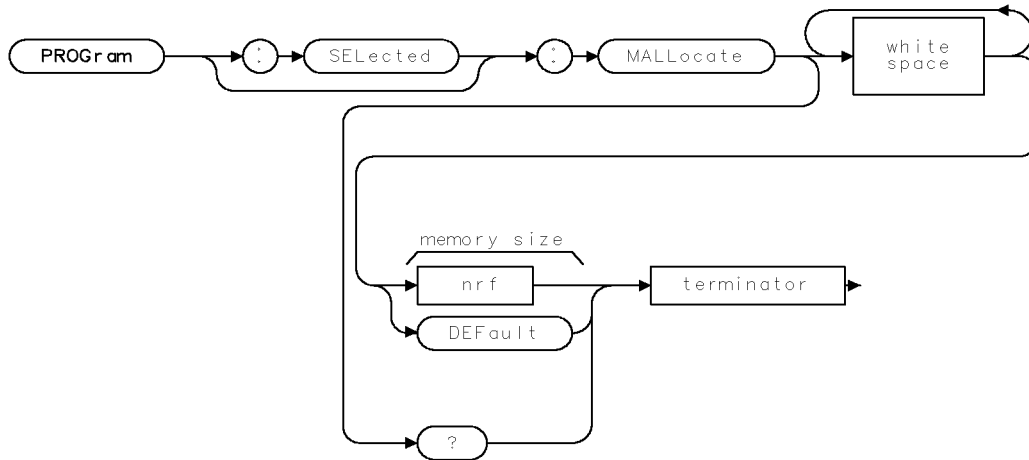 PROGram : SELected : MALLocate white
space
memory size
nrf terminator
DEFault
?